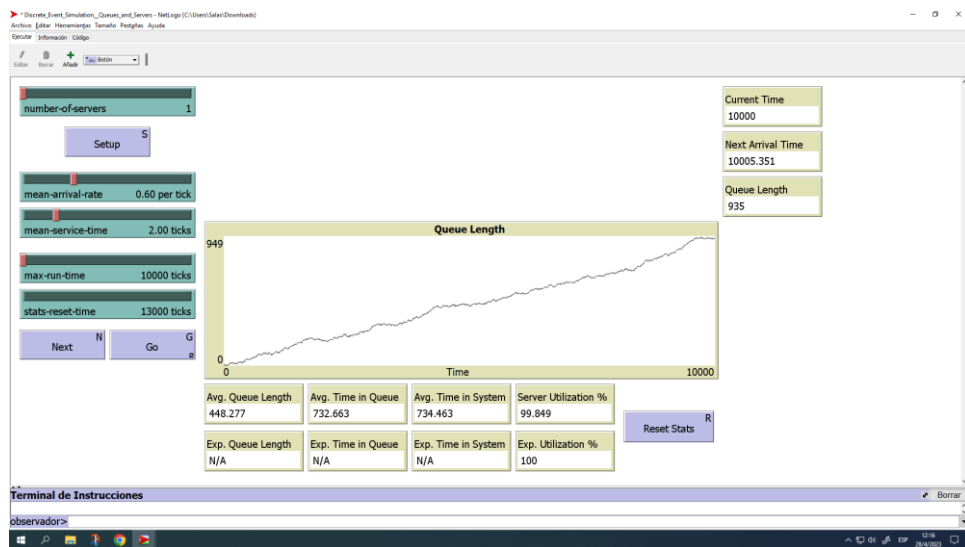 * Discrete_Event_Simulation__Queues_and_Servers - NetLogo {C:\Users\Salas\Downloads}
Archivo Editar Herramientas Tamaño Pestañas Ayuda
Ejecutar Información Código
Editar Borrar Añadir Botón
number-of-servers 1
Setup S
mean-arrival-rate 0.60 per tick
mean-service-time 2.00 ticks
max-run-time 10000 ticks
stats-reset-time 13000 ticks
Next N
Go G
Current Time
10000
Next Arrival Time
10005.351
Queue Length
935
Queue Length
949
0
0 Time 10000
Avg. Queue Length
448.277
Avg. Time in Queue
732.663
Avg. Time in System
734.463
Server Utilization %
99.849
Exp. Queue Length
N/A
Exp. Time in Queue
N/A
Exp. Time in System
N/A
Exp. Utilization %
100
Reset Stats R
Terminal de Instrucciones Borrar
observador>
ESP
12:16
28/4/2023